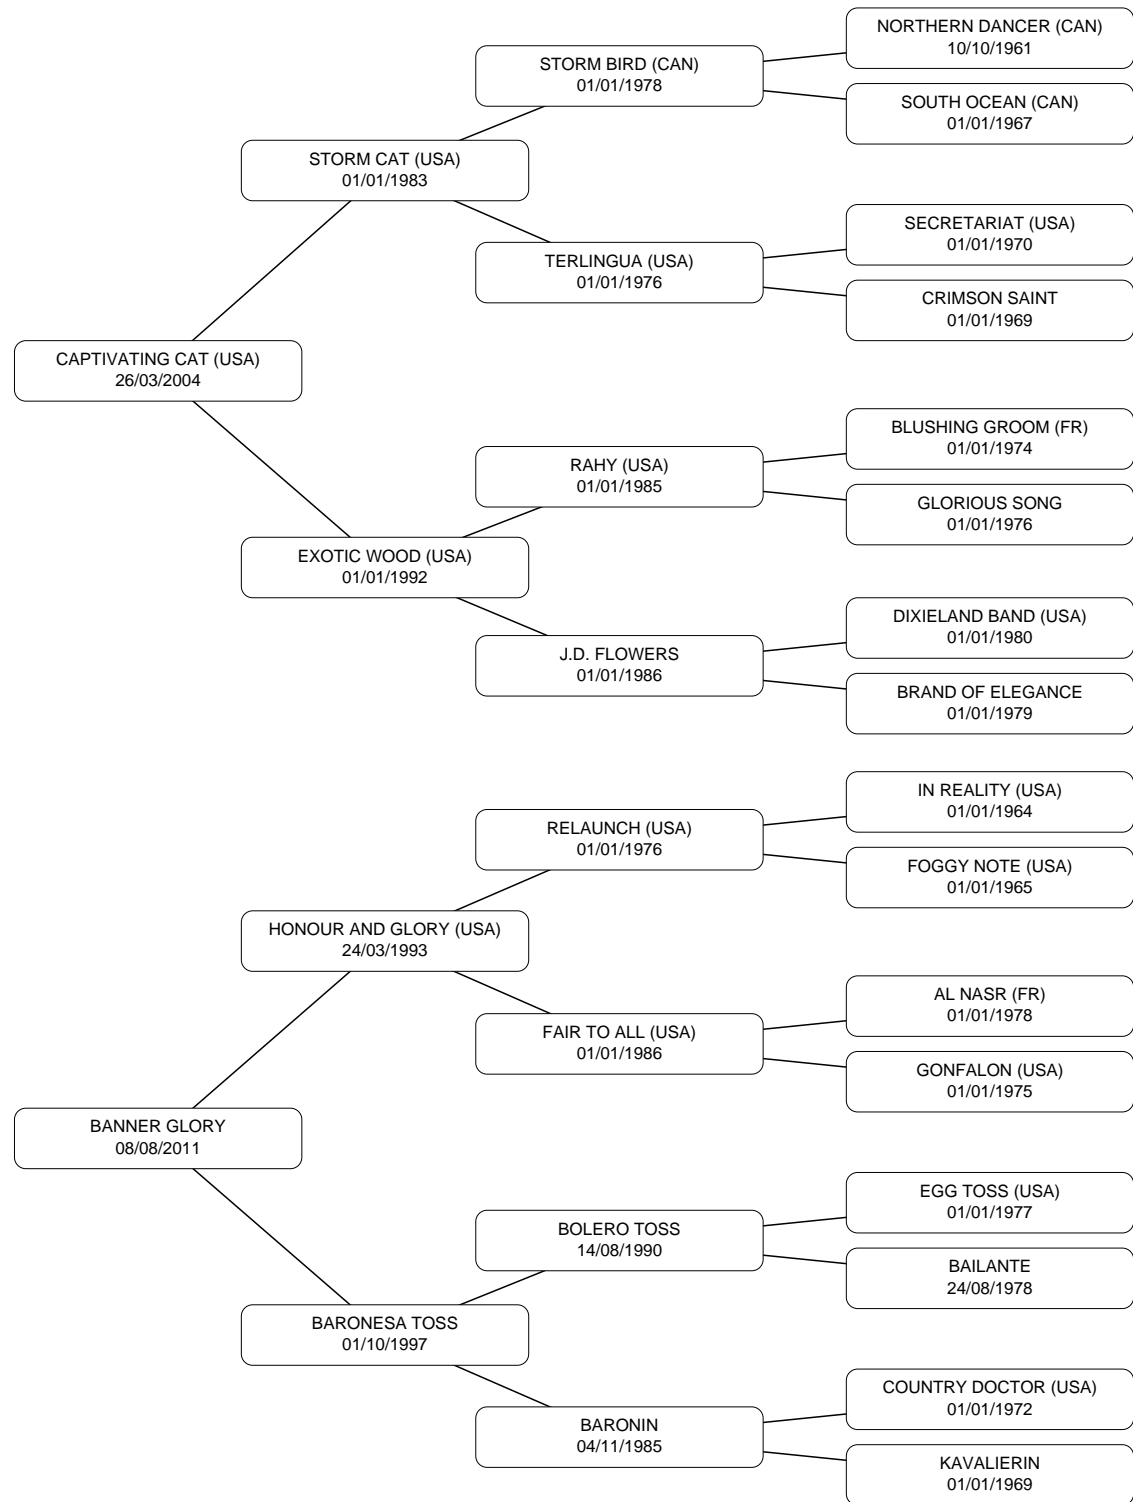 NORTHERN DANCER (CAN)
10/10/1961
STORM BIRD (CAN)
01/01/1978
SOUTH OCEAN (CAN)
01/01/1967
STORM CAT (USA)
01/01/1983
SECRETARIAT (USA)
01/01/1970
TERLINGUA (USA)
01/01/1976
CRIMSON SAINT
01/01/1969
CAPTIVATING CAT (USA)
26/03/2004
BLUSHING GROOM (FR)
01/01/1974
RAHY (USA)
01/01/1985
GLORIOUS SONG
01/01/1976
EXOTIC WOOD (USA)
01/01/1992
DIXIELAND BAND (USA)
01/01/1980
J.D. FLOWERS
01/01/1986
BRAND OF ELEGANCE
01/01/1979
IN REALITY (USA)
01/01/1964
RELAUNCH (USA)
01/01/1976
FOGGY NOTE (USA)
01/01/1965
HONOUR AND GLORY (USA)
24/03/1993
AL NASR (FR)
01/01/1978
FAIR TO ALL (USA)
01/01/1986
GONFALON (USA)
01/01/1975
BANNER GLORY
08/08/2011
EGG TOSS (USA)
01/01/1977
BOLERO TOSS
14/08/1990
BAILANTE
24/08/1978
BARONESA TOSS
01/10/1997
COUNTRY DOCTOR (USA)
01/01/1972
BARONIN
04/11/1985
KAVALIERIN
01/01/1969